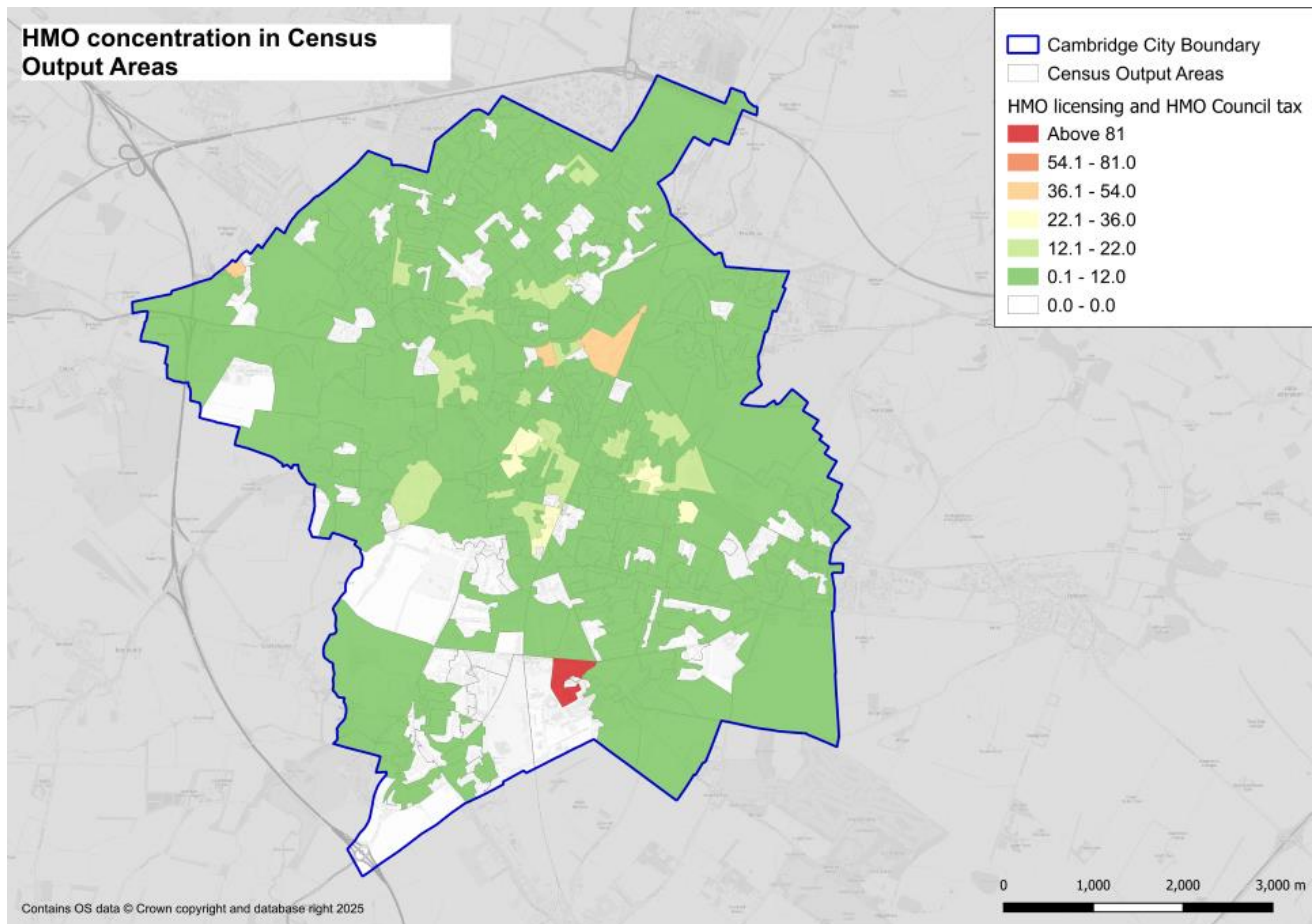 HMO concentration in Census
Output Areas
Cambridge City Boundary
Census Output Areas
HMO licensing and HMO Council tax
Above 81
54.1 - 81.0
36.1 - 54.0
22.1 - 36.0
12.1 - 22.0
0.1 - 12.0
0.0 - 0.0
0 1,000 2,000 3,000 m
Contains OS data © Crown copyright and database right 2025